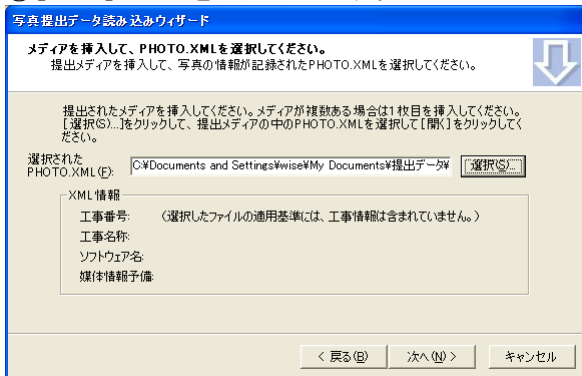 写真提出データ読み込みウィザード
メディアを挿入して、PHOTO.XMLを選択してください。
提出メディアを挿入して、写真の情報が記録されたPHOTO.XMLを選択してください。
提出されたメディアを挿入してください。メディアが複数ある場合は1枚目を挿入してください。
[選択(S)...]をクリックして、提出メディアの中のPHOTO.XMLを選択して[開く]をクリックしてく
ださい。
選択された
PHOTO.XML(F):
C:¥Documents and Settings¥wise¥My Documents¥提出データ¥
選択(S)...
XML情報
工事番号: (選択したファイルの適用基準には、工事情報は含まれていません。)
工事名称:
ソフトウェア名:
媒体情報予備:
< 戻る(B)
次へ(N) >
キャンセル